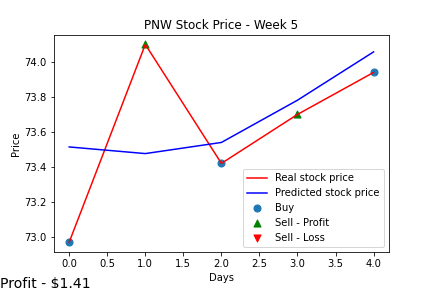 PNW Stock Price - Week 5
Price
74.0
73.8
73.6
73.4
73.2
73.0
Real stock price
Predicted stock price
Buy
Sell - Profit
Sell - Loss
0.0 0.5 1.0 1.5 2.0 2.5 3.0 3.5 4.0
Days
Profit - $1.41